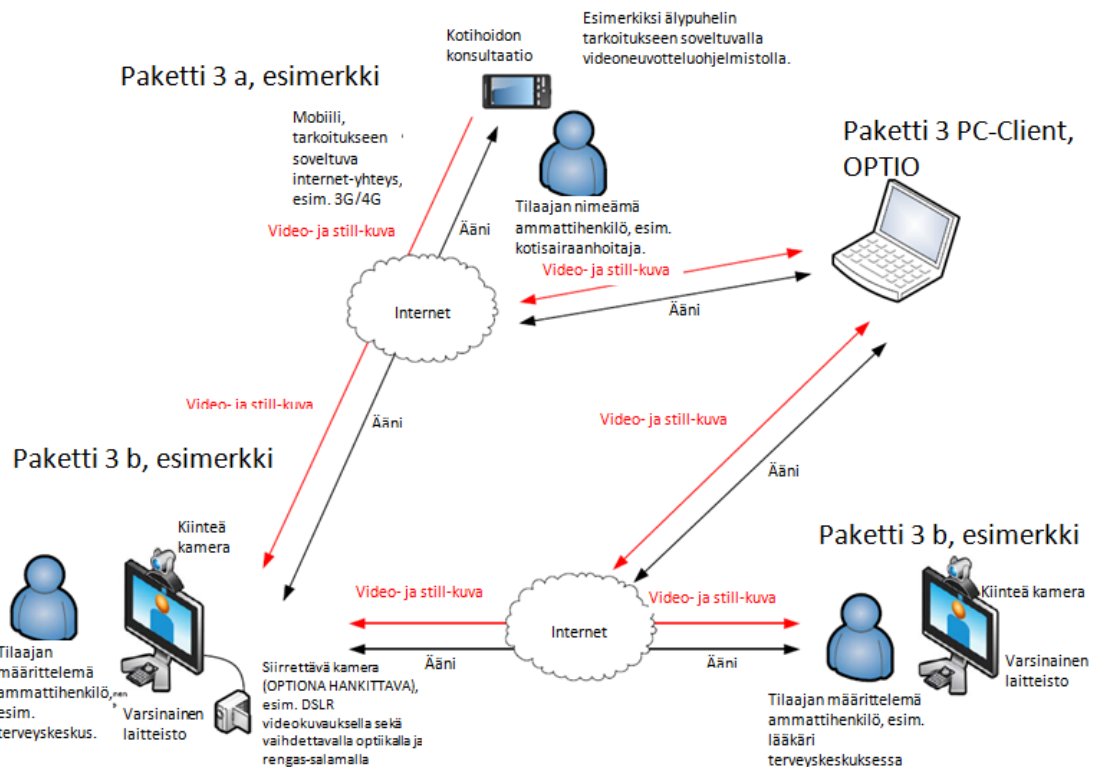 Esimerkiksi älypuhelin
tarkoitukseen soveltuvalla
videoneuvotteluohjelmistolla.
Kotihoidon
konsultaatio
Paketti 3 a, esimerkki
Mobiili,
tarkoitukseen
soveltuva
internet-yhteys,
esim. 3G/4G
Video- ja still-kuva
Ääni
Tilaajan nimeämä
ammattihenkilö, esim.
kotisairaanhoitaja.
Paketti 3 PC-Client,
OPTIO
Video- ja still-kuva
Ääni
Internet
Video- ja still-kuva
Ääni
Video- ja still-kuva
Ääni
Paketti 3 b, esimerkki
Kiinteä
kamera
Tilaajan
määrittelemä
ammattihenkilö,
esim.
terveyskeskus.
Varsinainen
laitteisto
Siirrettävä kamera
(OPTIONA HANKITTAVA),
esim. DSLR
videokuvauksella sekä
vaihdettavalla optiikalla ja
rengas-salamalla
Video- ja still-kuva
Ääni
Internet
Video- ja still-kuva
Ääni
Paketti 3 b, esimerkki
Kiinteä kamera
Varsinainen
laitteisto
Tilaajan määrittelemä
ammattihenkilö, esim.
lääkäri
terveyskeskuksessa